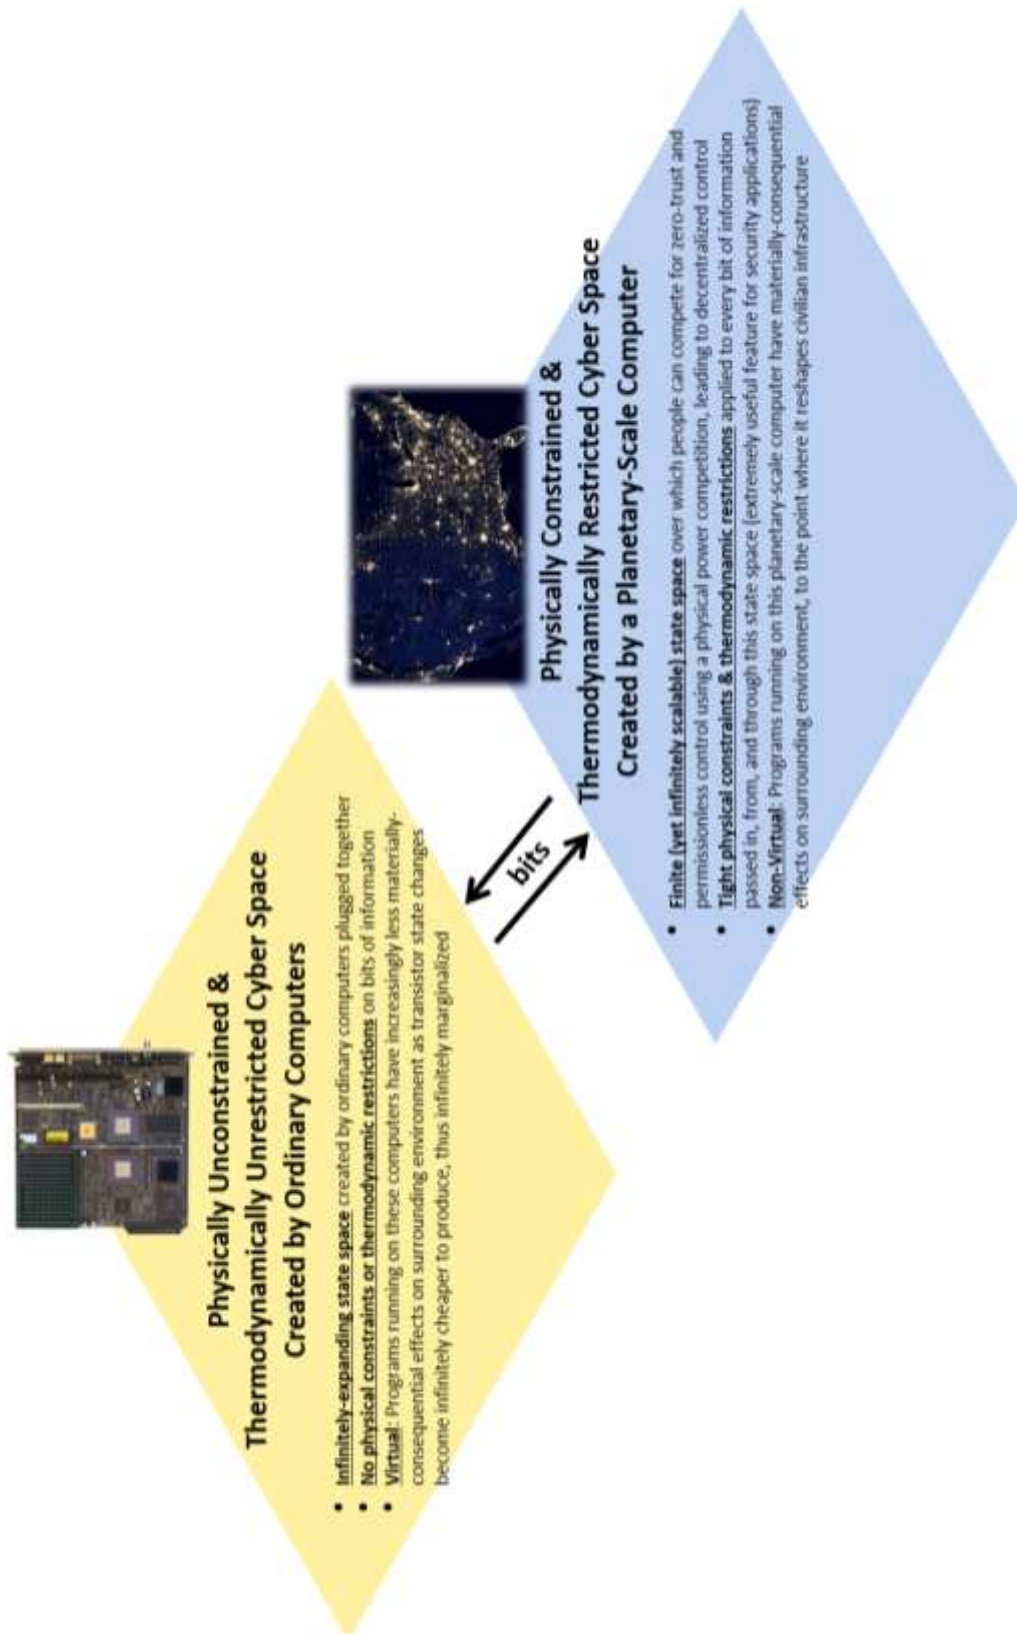 Physically Unconstrained &
Thermodynamically Unrestricted Cyber Space
Created by Ordinary Computers
• Infinitely-expanding state space created by ordinary computers plugged together
• No physical constraints or thermodynamic restrictions on bits of information
• Virtual: Programs running on these computers have increasingly less materially-
consequential effects on surrounding environment as transistor state changes
become infinitely cheaper to produce, thus infinitely marginalized
bits
Physically Constrained &
Thermodynamically Restricted Cyber Space
Created by a Planetary-Scale Computer
• Finite (yet infinitely scalable) state space over which people can compete for zero-trust and
permissionless control using a physical power competition, leading to decentralized control
• Tight physical constraints & thermodynamic restrictions applied to every bit of information
passed in, from, and through this state space (extremely useful feature for security applications)
• Non-Virtual: Programs running on this planetary-scale computer have materially-consequential
effects on surrounding environment, to the point where it reshapes civilian infrastructure